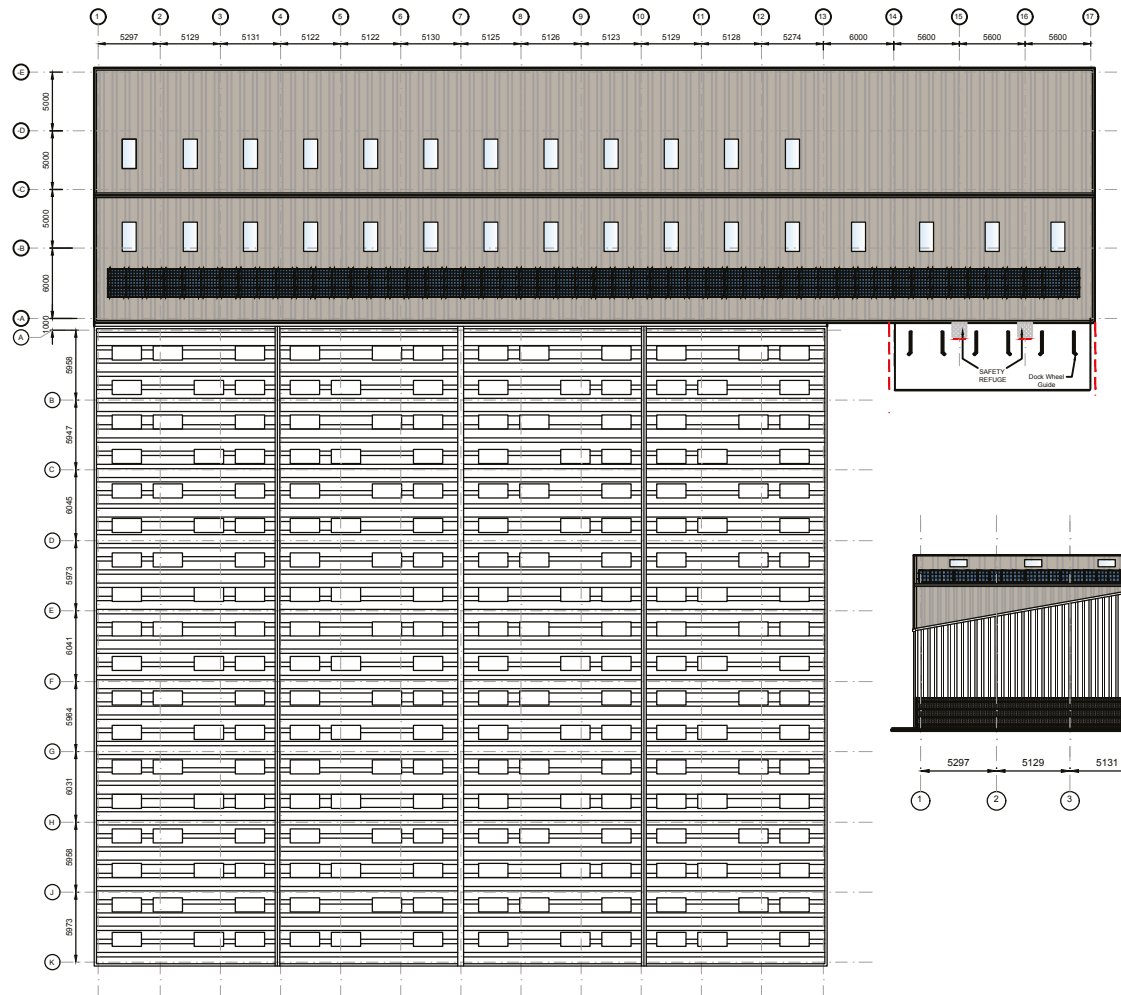 1 2 3 4 5 6 7 8 9 10 11 12 13 14 15 16 17
5297 5129 5131 5122 5122 5130 5125 5126 5123 5129 5128 5274 6000 5600 5600 5600
-E
5000
-D
5000
-C
5000
-B
6000
-A
1000
A
SAFETY
REFUGE
Dock Wheel
Guide
5958
B
5947
C
6045
D
5973
E
6041
F
5964
G
6031
H
5958
J
5973
K
5297 5129 5131
1 2 3